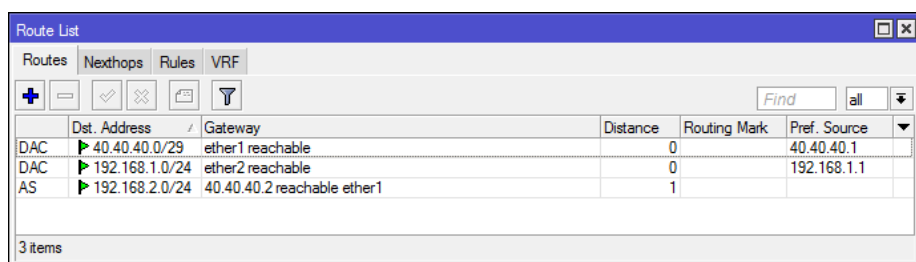 Route List
Routes Nexthops Rules VRF
Find all
Dst. Address Gateway Distance Routing Mark Pref. Source
DAC 40.40.40.0/29 ether1 reachable 0 40.40.40.1
DAC 192.168.1.0/24 ether2 reachable 0 192.168.1.1
AS 192.168.2.0/24 40.40.40.2 reachable ether1 1
3 items